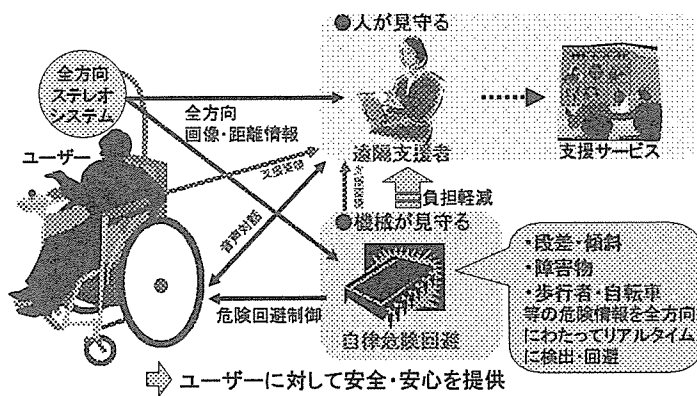 ●人が見守る
全方向
ステレオ
システム
全方向
画像・距離情報
遠隔支援者
支援サービス
ユーザー
音声対話
負担軽減
●機械が見守る
・段差・傾斜
・障害物
・歩行者・自転車
等の危険情報を全方向
にわたってリアルタイム
に検出・回避
危険回避制御
自律危険回避
ユーザーに対して安全・安心を提供